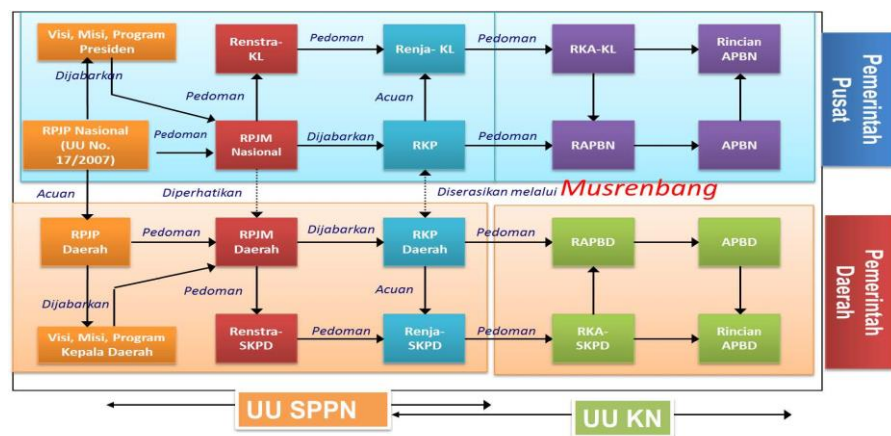 Visi, Misi, Program
Presiden
Renstra-
KL
Pedoman
Renja- KL
Pedoman
RKA-KL
Rincian
APBN
Dijabarkan
Pedoman
Acuan
RPJP Nasional
(UU No.
17/2007)
Pedoman
RPJM
Nasional
Dijabarkan
RKP
Pedoman
RAPBN
APBN
Pemerintah
Pusat
Acuan
Diperhatikan
Diserasikan melalui
Musrenbang
RPJP
Daerah
Pedoman
RPJM
Daerah
Dijabarkan
RKP
Daerah
Pedoman
RAPBD
APBD
Dijabarkan
Pedoman
Acuan
Visi, Misi, Program
Kepala Daerah
Renstra-
SKPD
Pedoman
Renja-
SKPD
Pedoman
RKA-
SKPD
Rincian
APBD
Pemerintah
Daerah
UU SPPN
UU KN